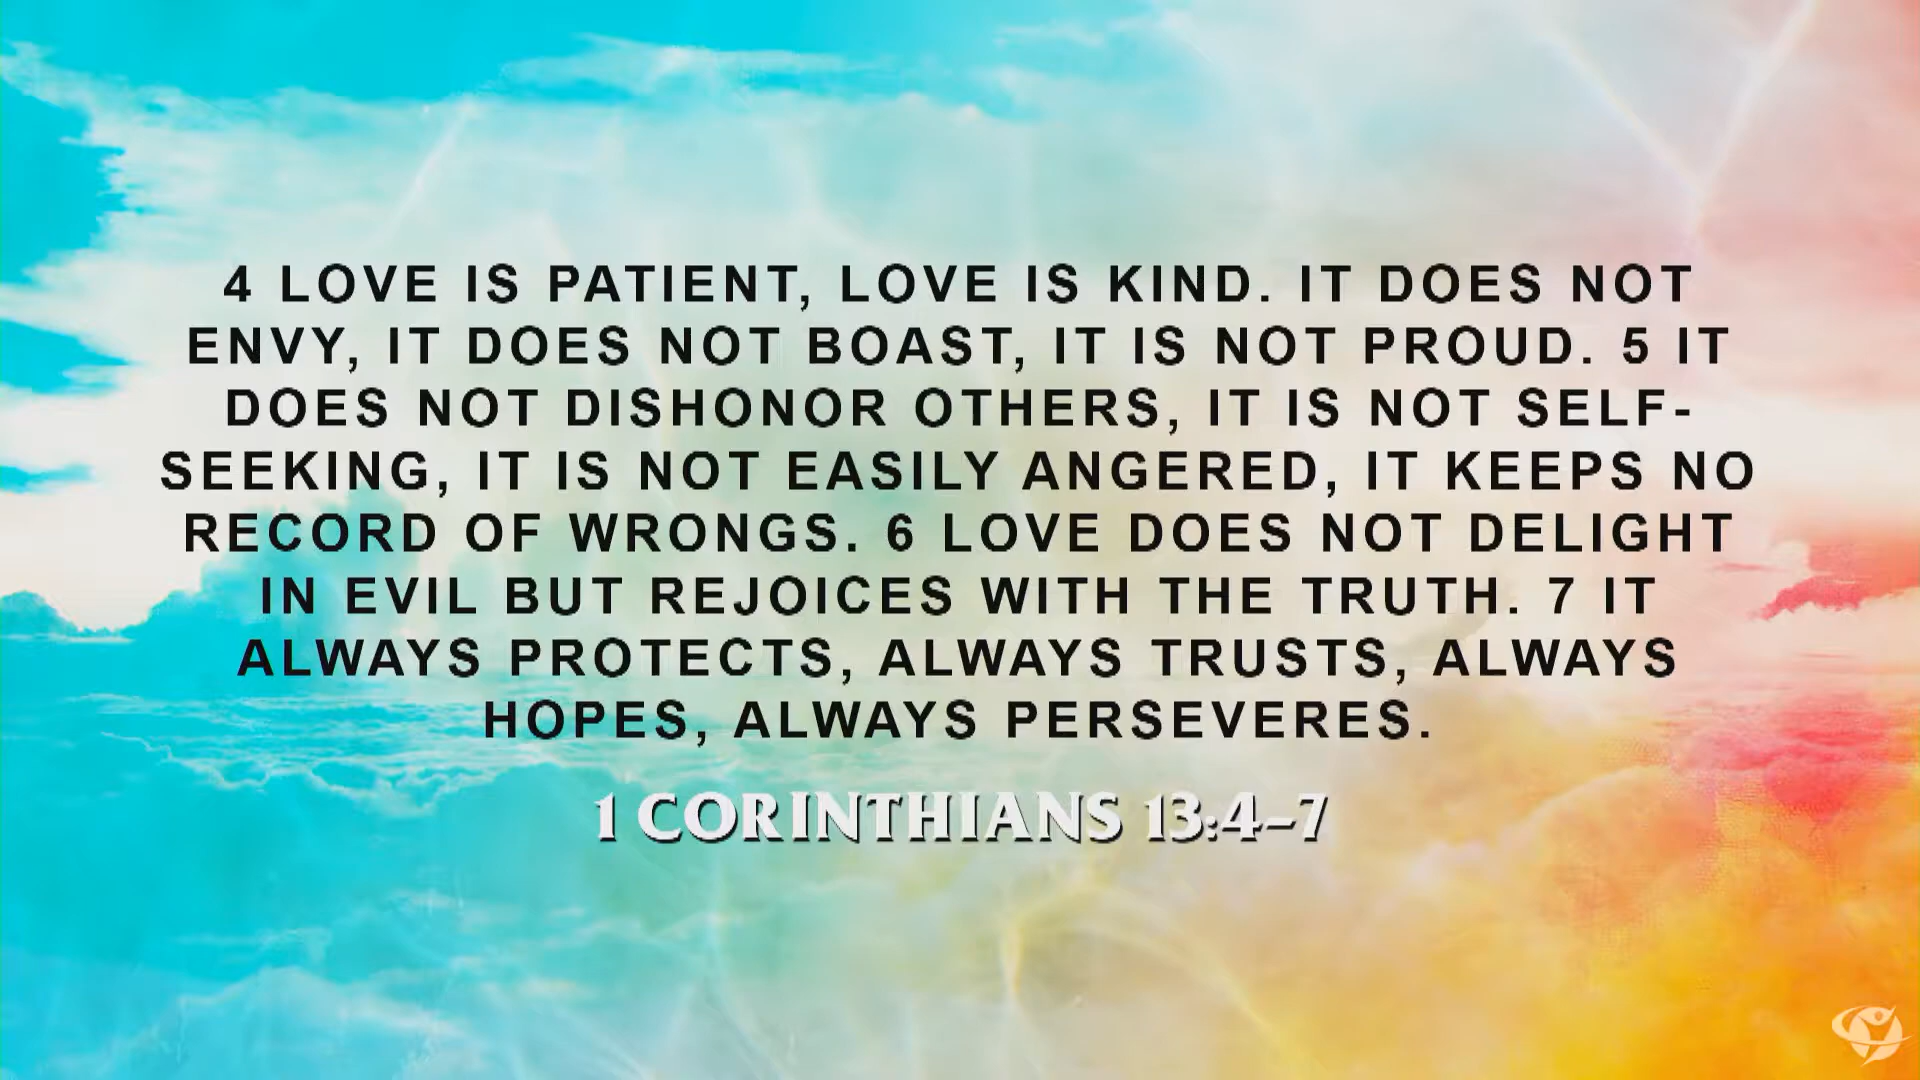 4 LOVE IS PATIENT, LOVE IS KIND. IT DOES NOT
ENVY, IT DOES NOT BOAST, IT IS NOT PROUD. 5 IT
DOES NOT DISHONOR OTHERS, IT IS NOT SELF-
SEEKING, IT IS NOT EASILY ANGERED, IT KEEPS NO
RECORD OF WRONGS. 6 LOVE DOES NOT DELIGHT
IN EVIL BUT REJOICES WITH THE TRUTH. 7 IT
ALWAYS PROTECTS, ALWAYS TRUSTS, ALWAYS
HOPES, ALWAYS PERSEVERES.
1 CORINTHIANS 13:4–7